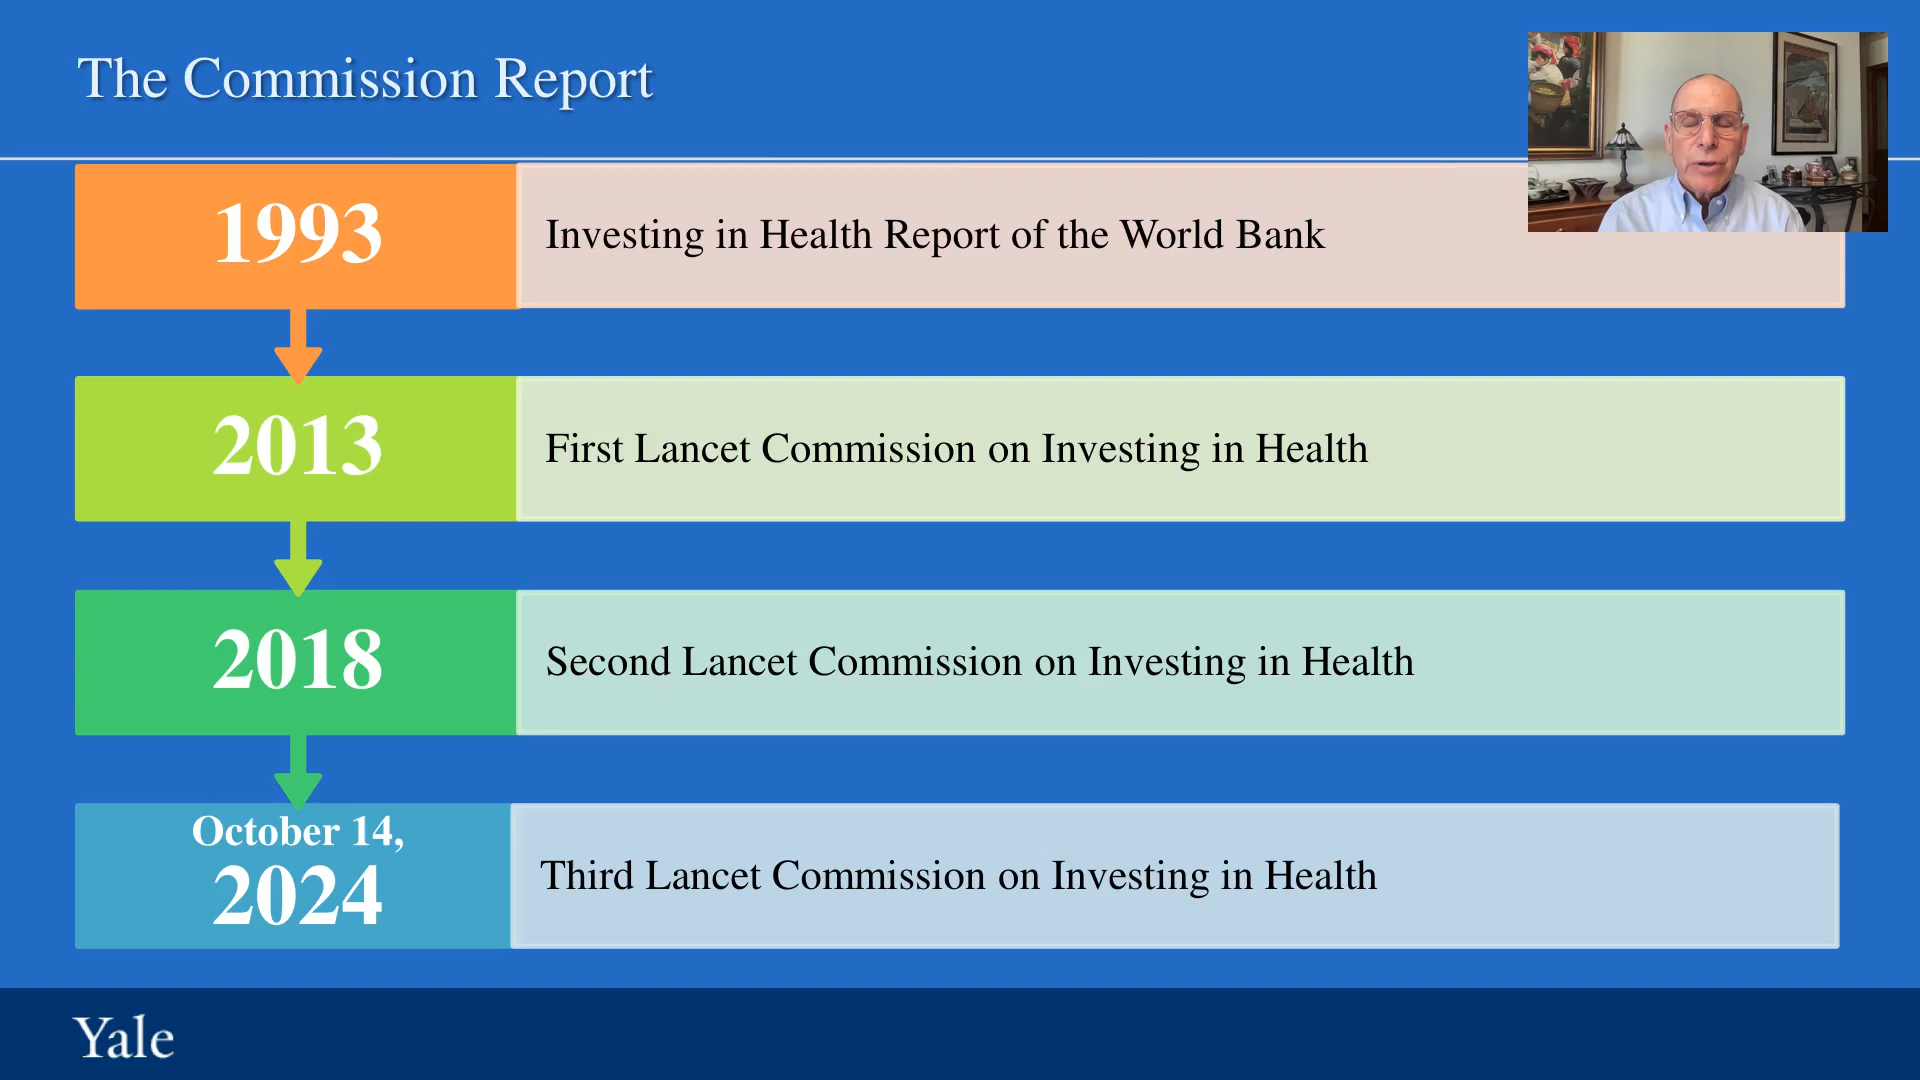 The Commission Report
1993
Investing in Health Report of the World Bank
2013
First Lancet Commission on Investing in Health
2018
Second Lancet Commission on Investing in Health
October 14,
2024
Third Lancet Commission on Investing in Health
Yale